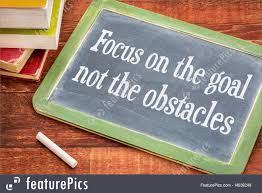 Focus on the goal
not the obstacles
featurePics